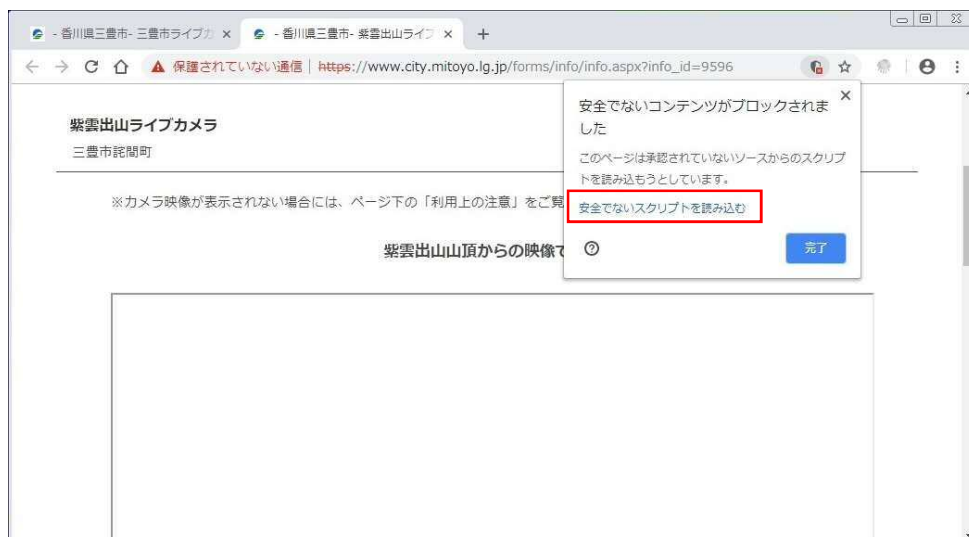 - 香川県三豊市- 三豊市ライブカ
- 香川県三豊市- 紫雲出山ライブ
保護されていない通信 | https://www.city.mitoyo.lg.jp/forms/info/info.aspx?info_id=9596
安全でないコンテンツがブロックされま
した
このページは承認されていないソースからのスクリプ
トを読み込もうとしています。
安全でないスクリプトを読み込む
完了
紫雲出山ライブカメラ
三豊市詫間町
※カメラ映像が表示されない場合には、ページ下の「利用上の注意」をご覧
紫雲出山山頂からの映像で